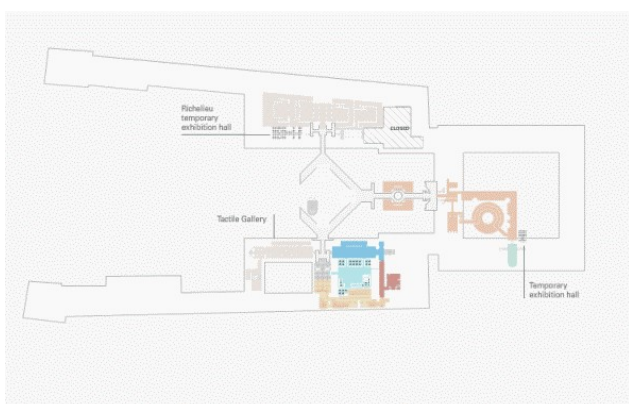 Richelieu
temporary
exhibition hall
CLOSED
Tactile Gallery
Temporary
exhibition hall